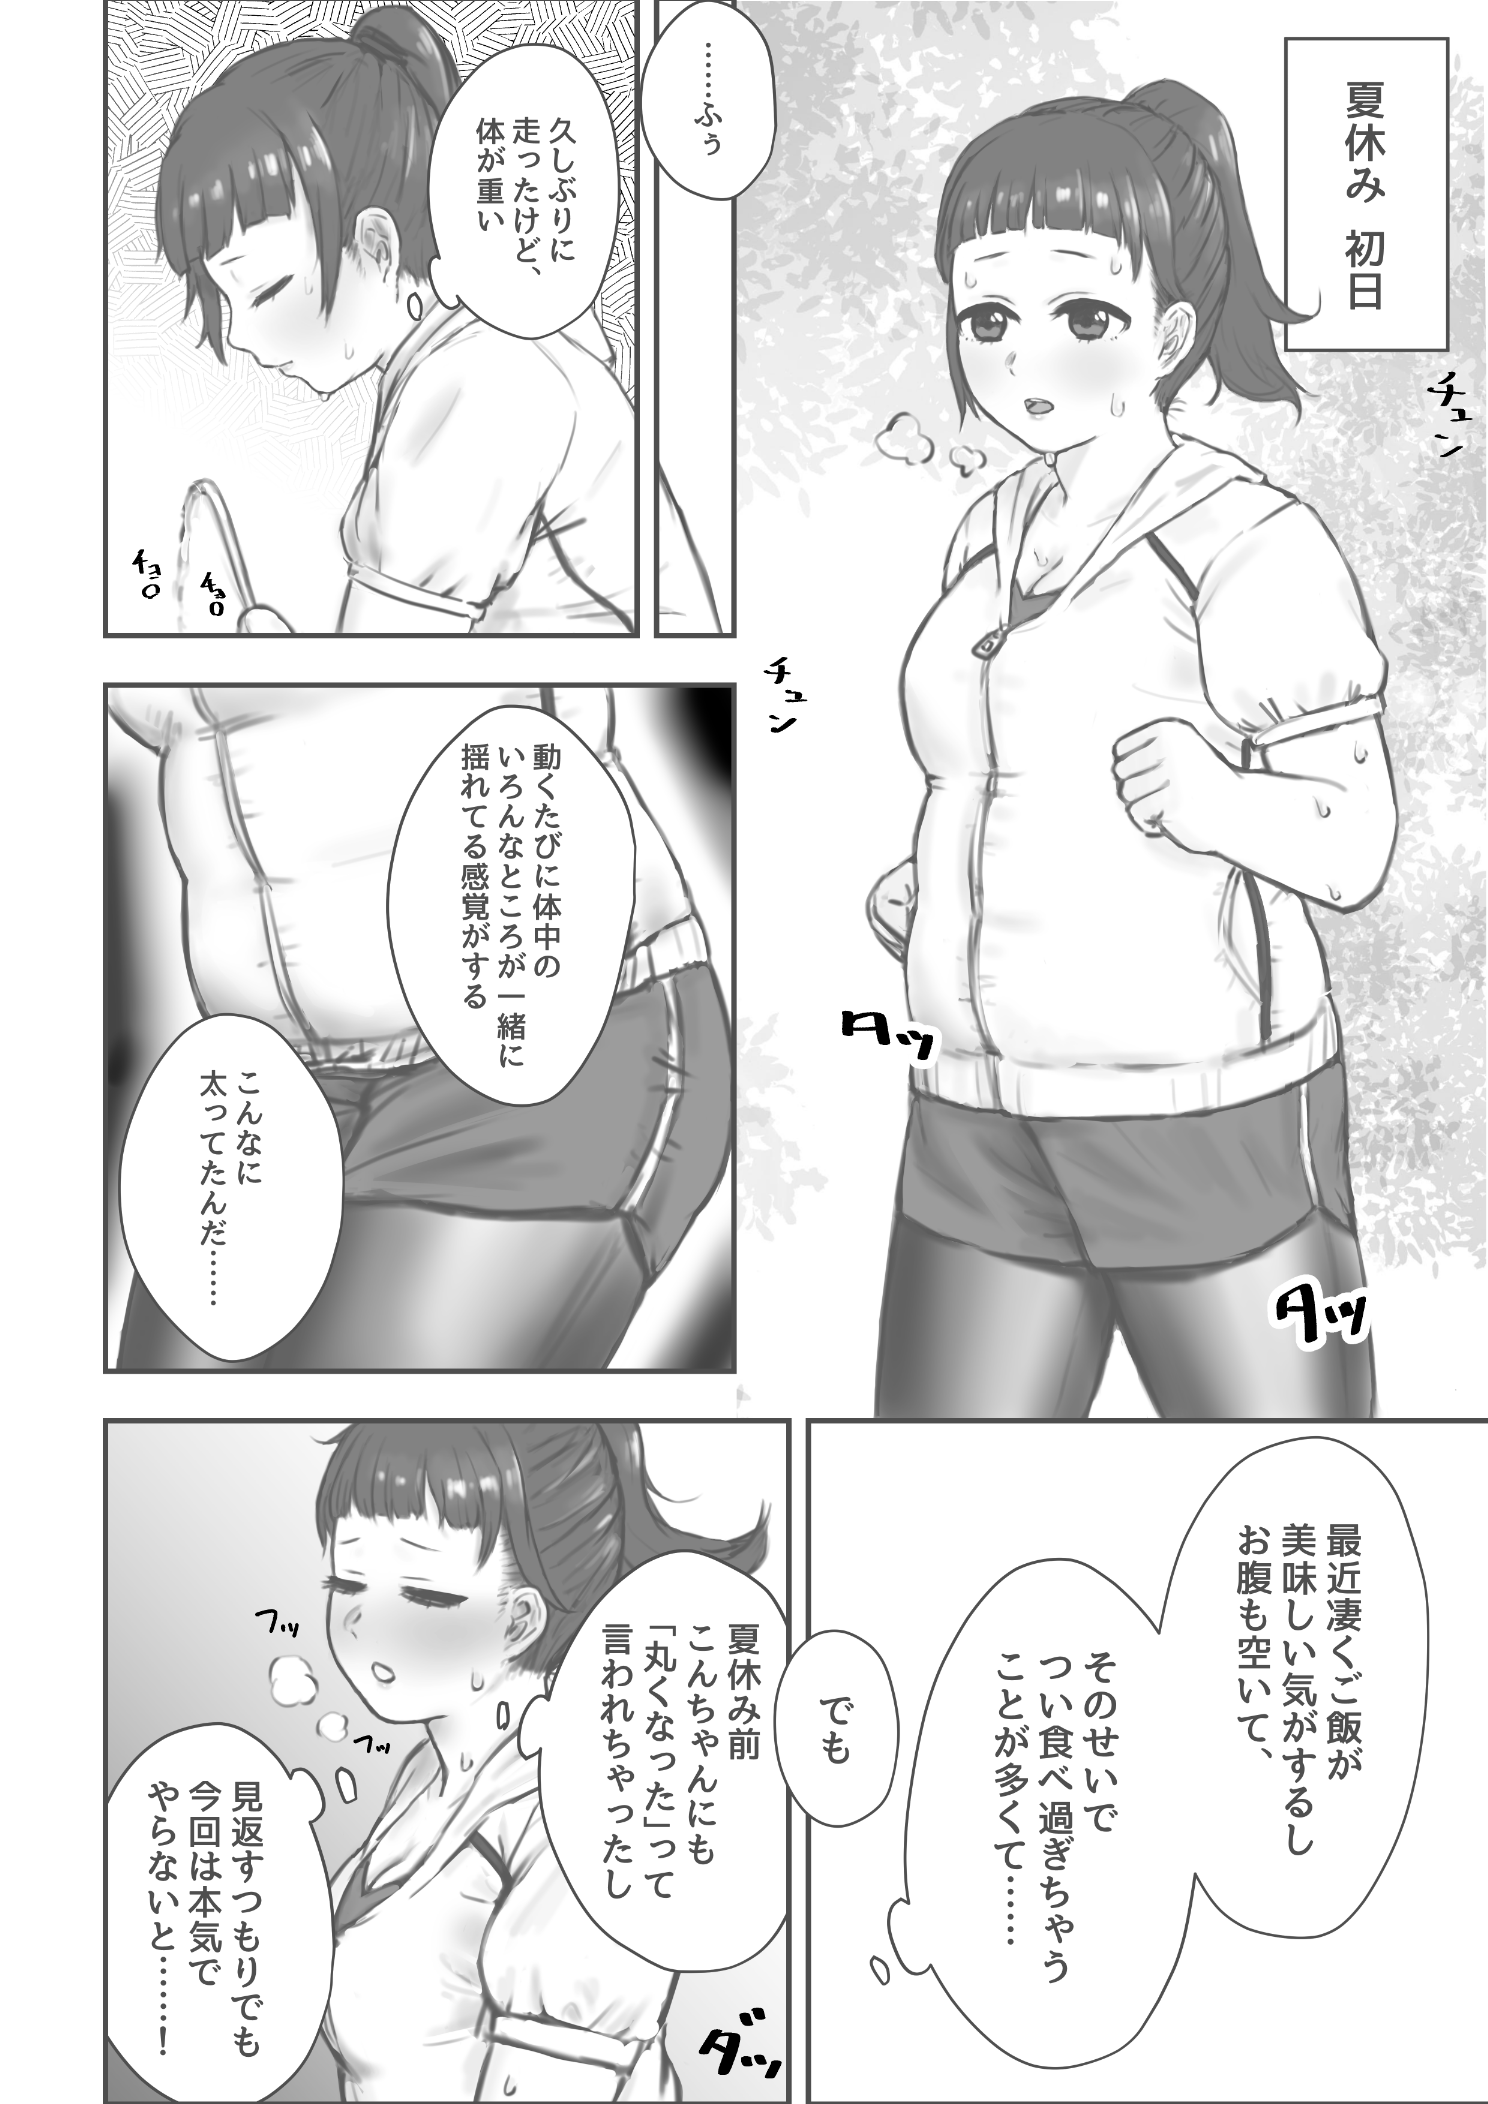 夏休み 初日
チュン
チュン
タッ
タッ
……ふぅ
久しぶりに
走ったけど、
体が重い
チョロ
チョロ
動くたびに体中の
いろんなところが一緒に
揺れてる感覚がする
こんなに
太ってたんだ……
最近凄くご飯が
美味しい気がするし
お腹も空いて、
そのせいで
つい食べ過ぎちゃう
ことが多くて……
でも
夏休み前
こんちゃんにも
「丸くなった」って
言われちゃったし
フッ
フッ
見返すつもりでも
今回は本気で
やらないと……！
ダッ